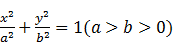 x²/a² + y²/b² = 1(a > b > 0)